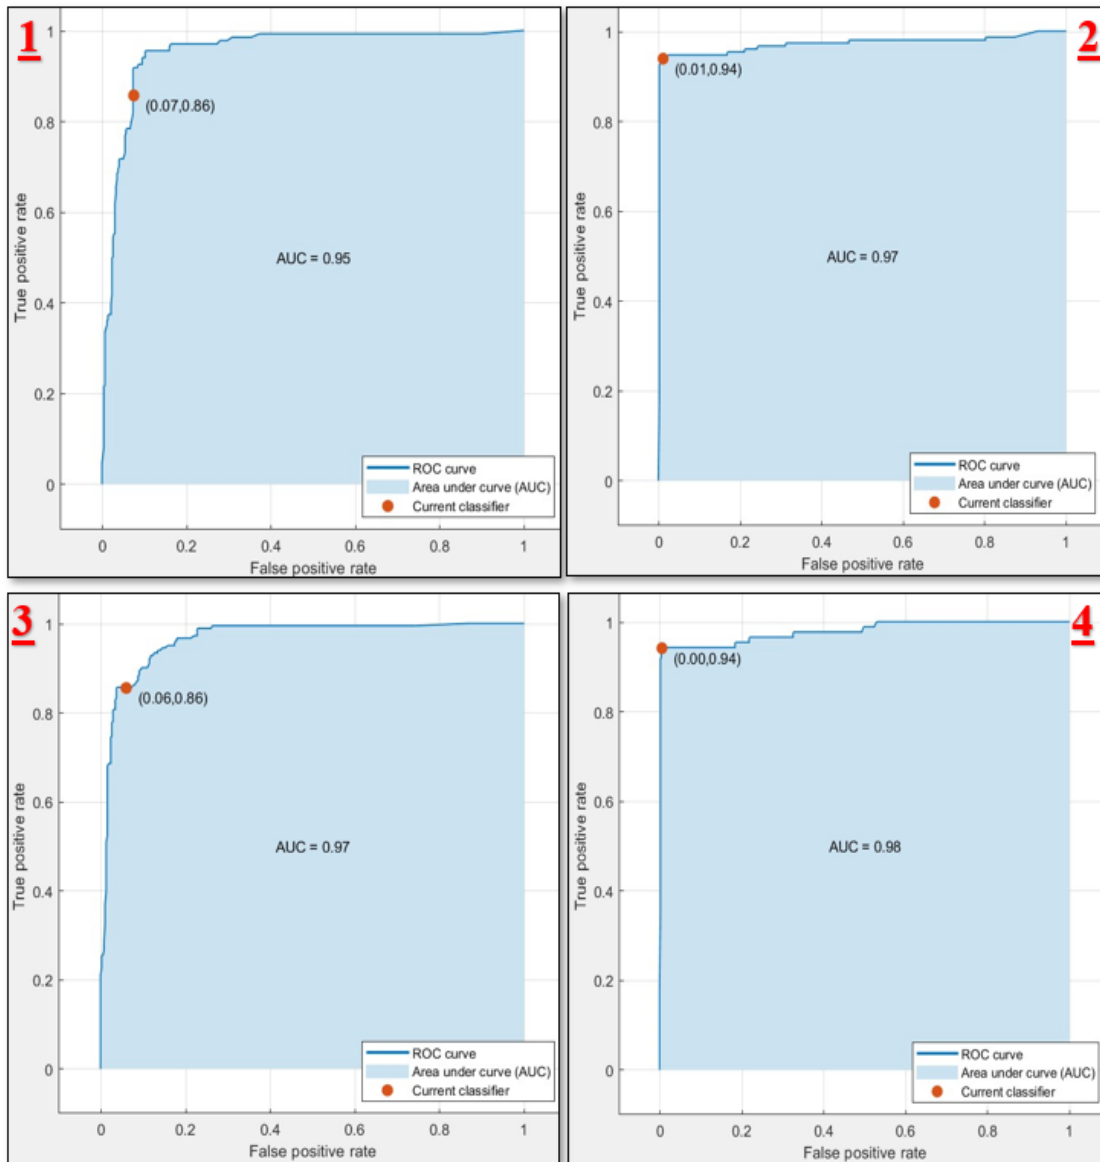 1
1
0.8
0.6
0.4
0.2
0
True positive rate
(0.07,0.86)
AUC = 0.95
ROC curve
Area under curve (AUC)
Current classifier
0 0.2 0.4 0.6 0.8 1
False positive rate
2
1
0.8
0.6
0.4
0.2
0
True positive rate
(0.01,0.94)
AUC = 0.97
ROC curve
Area under curve (AUC)
Current classifier
0 0.2 0.4 0.6 0.8 1
False positive rate
3
1
0.8
0.6
0.4
0.2
0
True positive rate
(0.06,0.86)
AUC = 0.97
ROC curve
Area under curve (AUC)
Current classifier
0 0.2 0.4 0.6 0.8 1
False positive rate
4
1
0.8
0.6
0.4
0.2
0
True positive rate
(0.00,0.94)
AUC = 0.98
ROC curve
Area under curve (AUC)
Current classifier
0 0.2 0.4 0.6 0.8 1
False positive rate